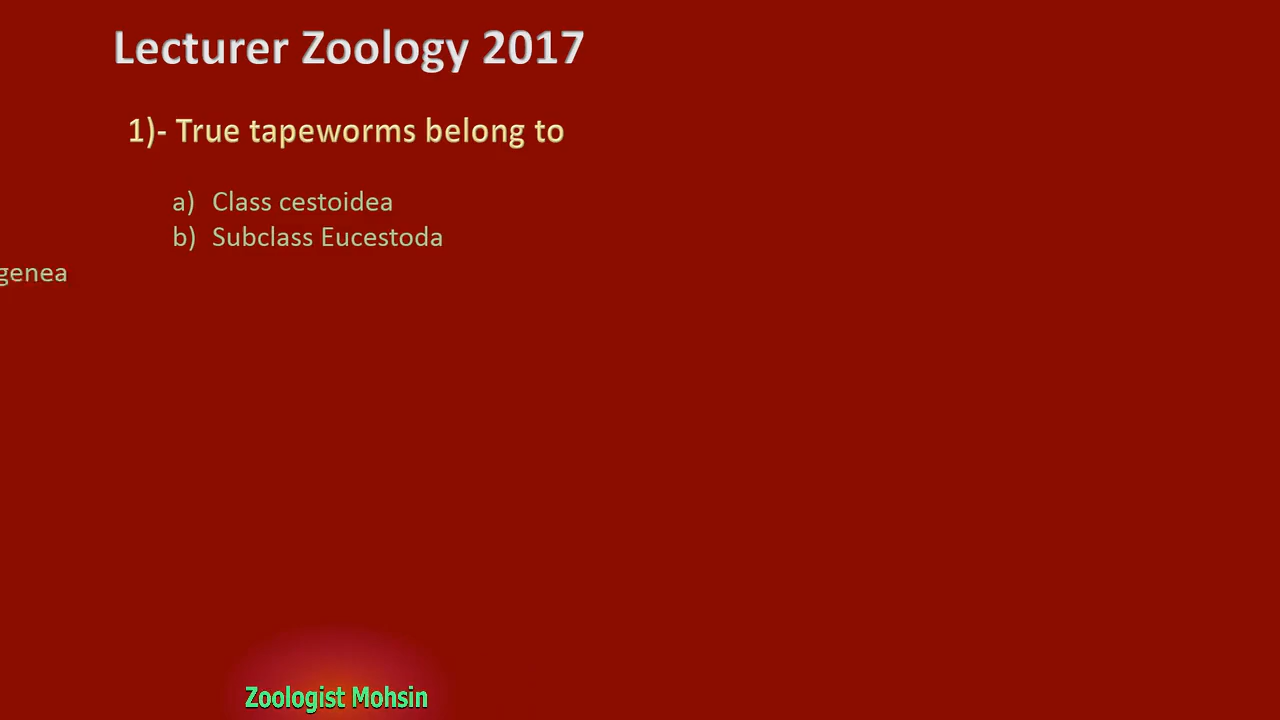 Lecturer Zoology 2017
1)- True tapeworms belong to
a) Class cestoidea
b) Subclass Eucestoda
genea
Zoologist Mohsin